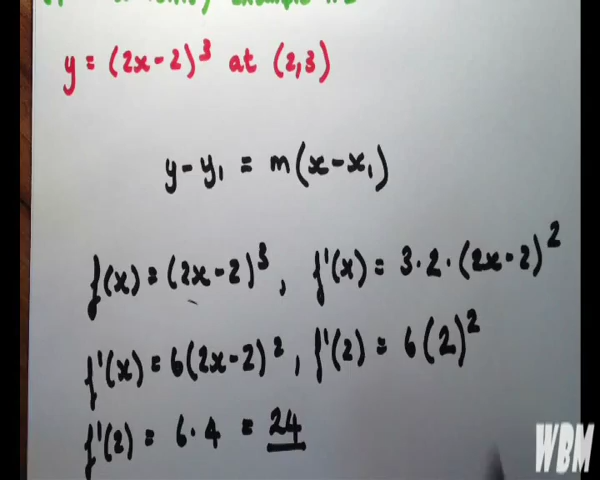 y = (2x-2)³ at (2,3)
y-y₁ = m(x-x₁)
f(x) = (2x-2)³, f'(x) = 3·2·(2x-2)²
f'(x) = 6(2x-2)², f'(2) = 6(2)²
f'(2) = 6·4 = 24
WBM